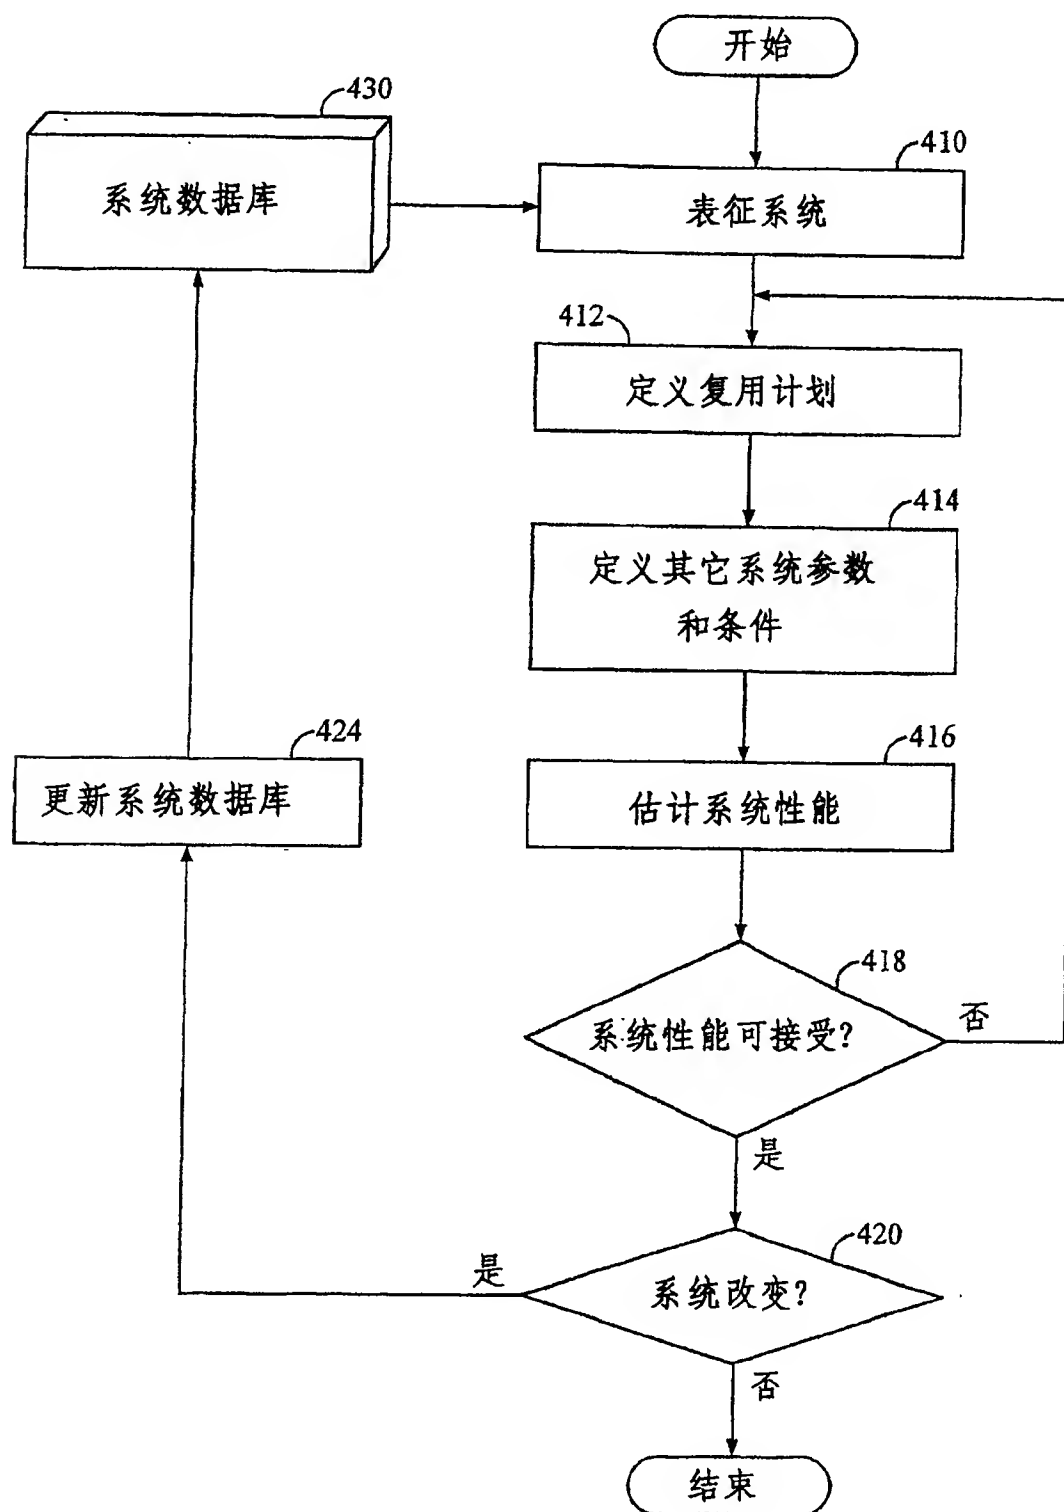 开始
430
系统数据库
410
表征系统
412
定义复用计划
414
定义其它系统参数
和条件
424
更新系统数据库
416
估计系统性能
418
系统性能可接受?
否
是
420
是
系统改变?
否
结束